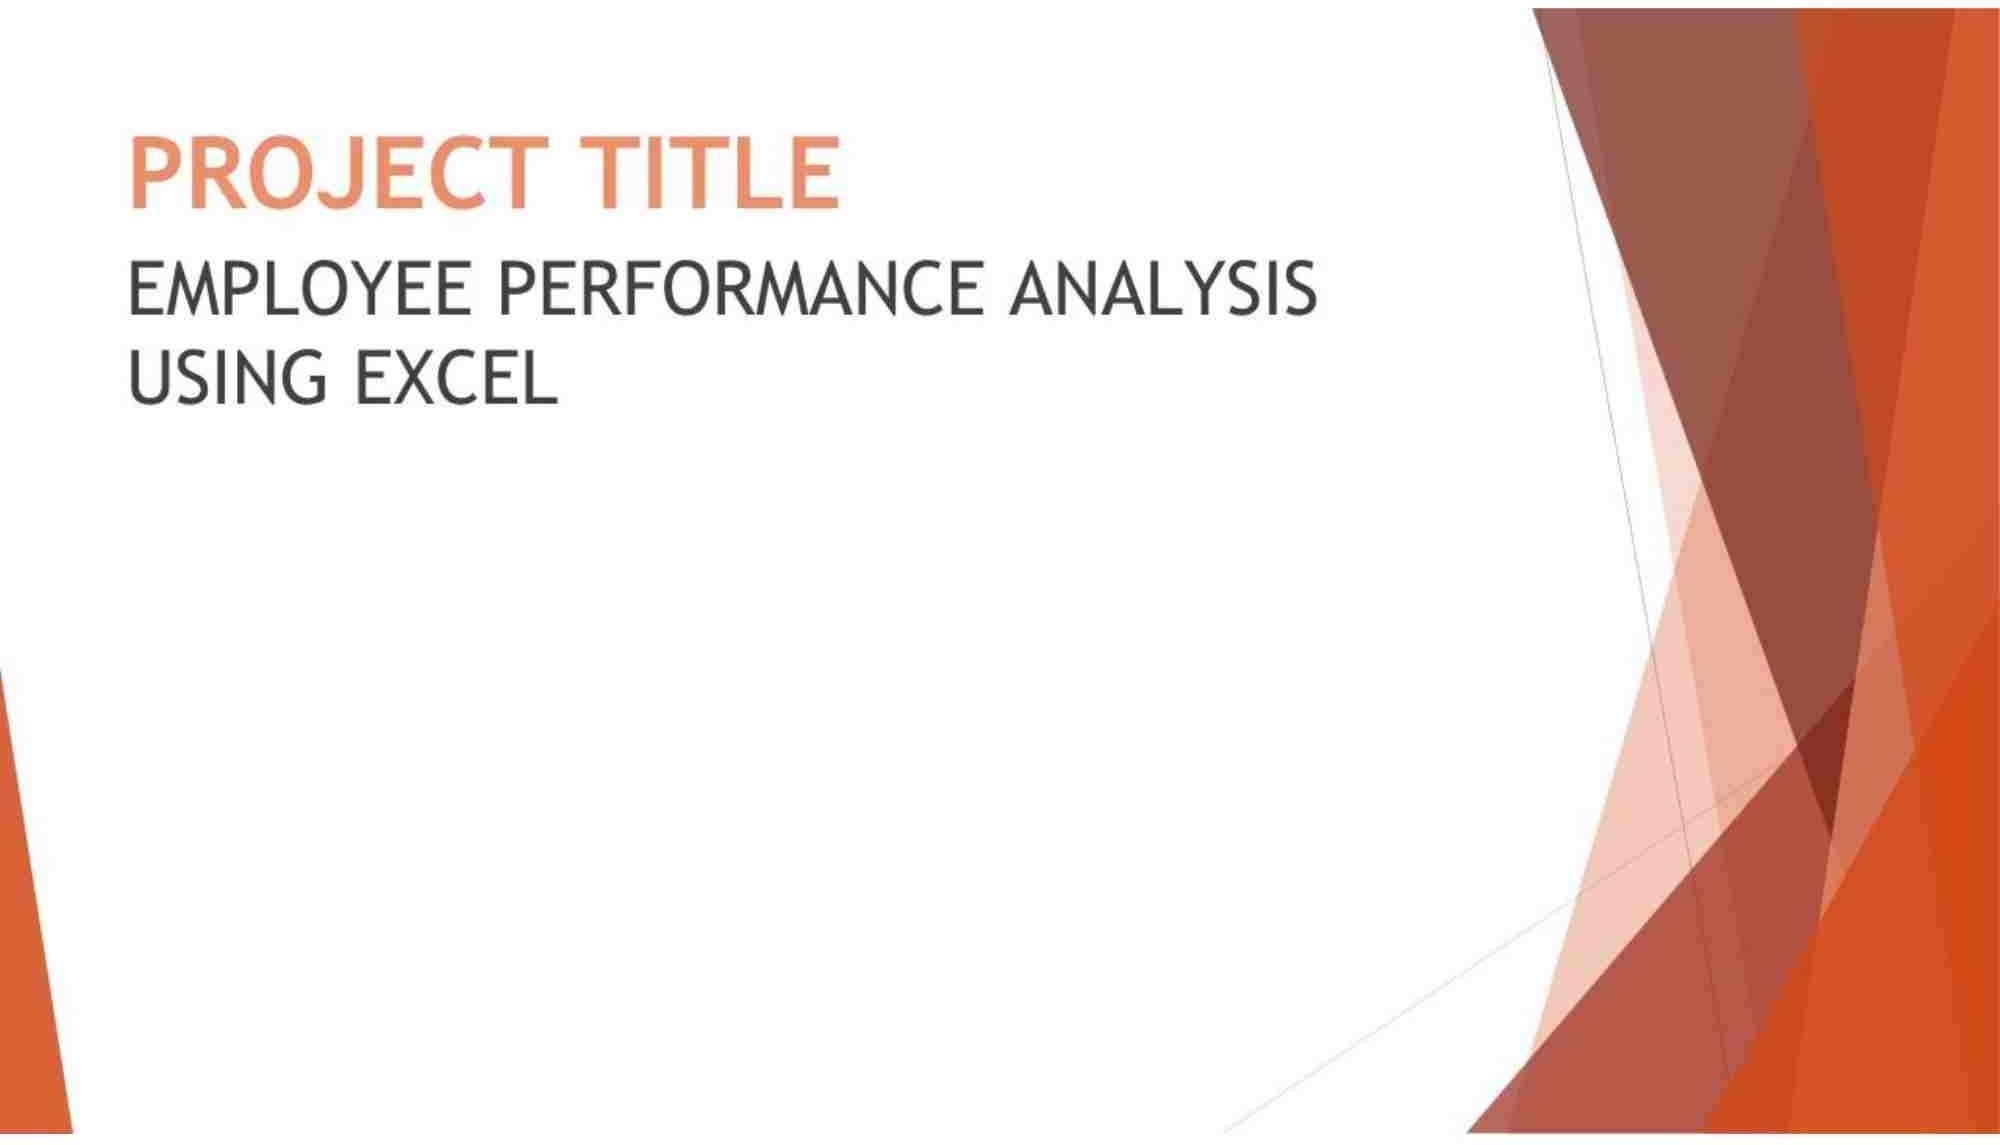 PROJECT TITLE
EMPLOYEE PERFORMANCE ANALYSIS
USING EXCEL